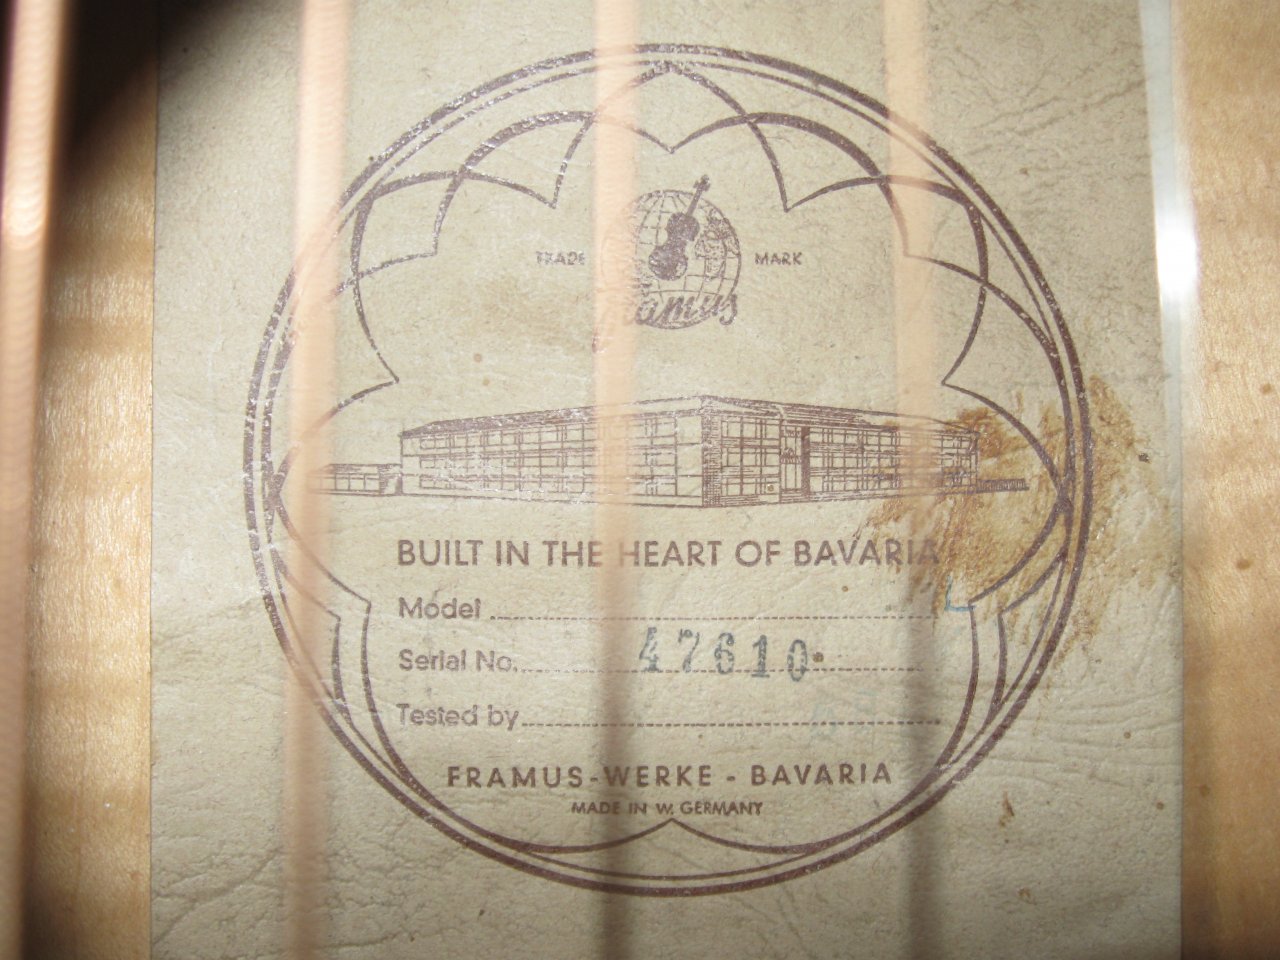 TRADE MARK
Framus
BUILT IN THE HEART OF BAVARIA
Model
Serial No. 47610
Tested by
FRAMUS-WERKE - BAVARIA
MADE IN W. GERMANY